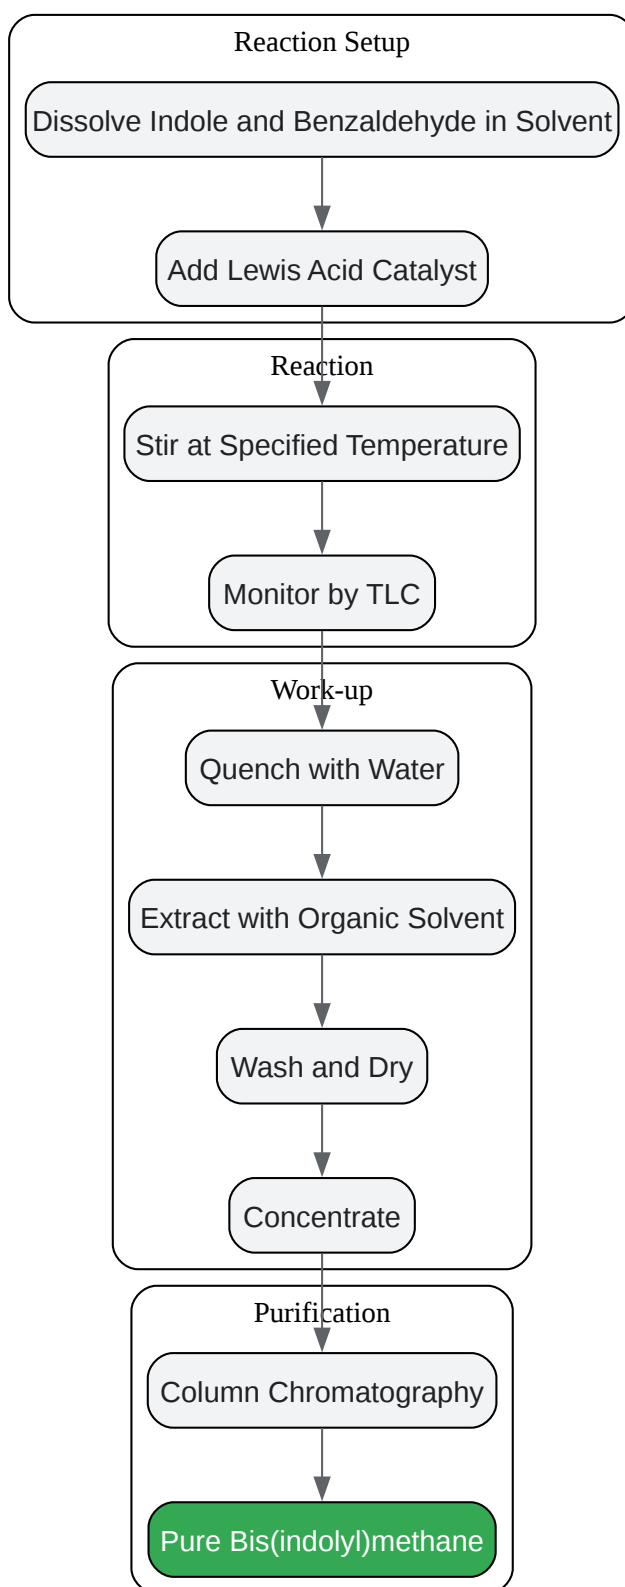 Reaction Setup
Dissolve Indole and Benzaldehyde in Solvent
Add Lewis Acid Catalyst
Reaction
Stir at Specified Temperature
Monitor by TLC
Work-up
Quench with Water
Extract with Organic Solvent
Wash and Dry
Concentrate
Purification
Column Chromatography
Pure Bis(indolyl)methane